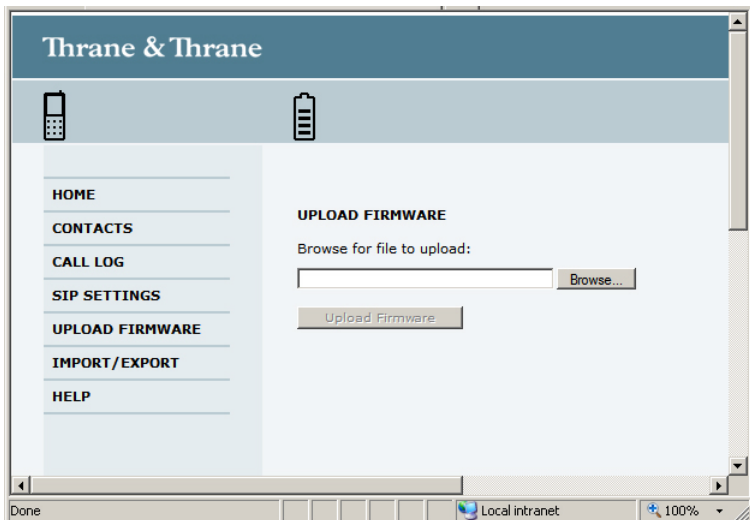 Thrane & Thrane
HOME
CONTACTS
CALL LOG
SIP SETTINGS
UPLOAD FIRMWARE
IMPORT/EXPORT
HELP
UPLOAD FIRMWARE
Browse for file to upload:
Browse...
Upload Firmware
Done
Local intranet
100%